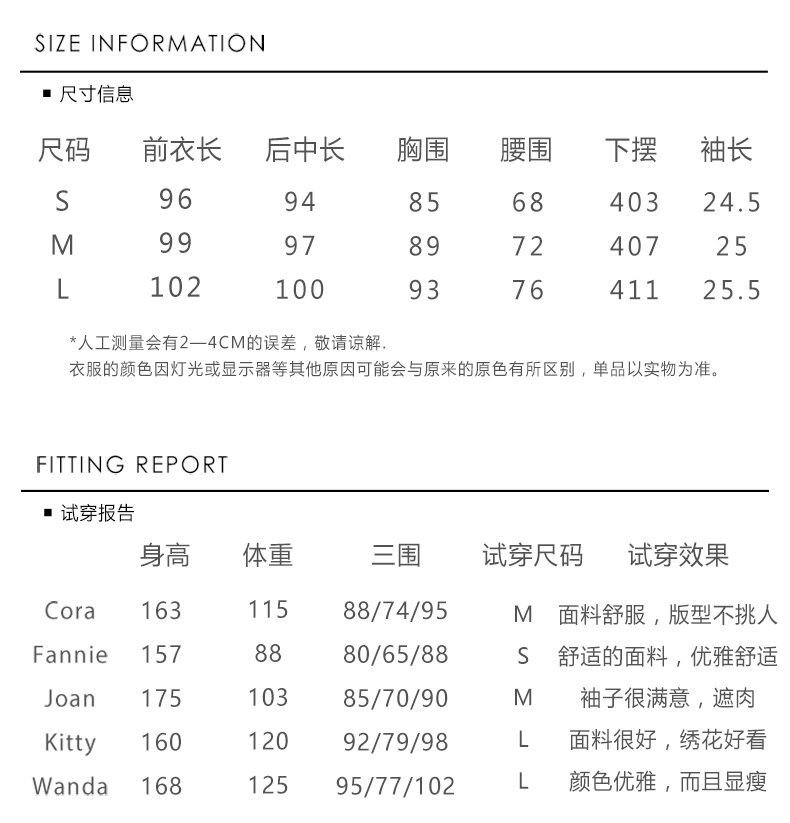 SIZE INFORMATION
▪ 尺寸信息
尺码 前衣长 后中长 胸围 腰围 下摆 袖长
S 96 94 85 68 403 24.5
M 99 97 89 72 407 25
L 102 100 93 76 411 25.5
*人工测量会有2—4CM的误差，敬请谅解.
衣服的颜色因灯光或显示器等其他原因可能会与原来的原色有所区别，单品以实物为准。
FITTING REPORT
▪ 试穿报告
身高 体重 三围 试穿尺码 试穿效果
Cora 163 115 88/74/95 M 面料舒服，版型不挑人
Fannie 157 88 80/65/88 S 舒适的面料，优雅舒适
Joan 175 103 85/70/90 M 袖子很满意，遮肉
Kitty 160 120 92/79/98 L 面料很好，绣花好看
Wanda 168 125 95/77/102 L 颜色优雅，而且显瘦